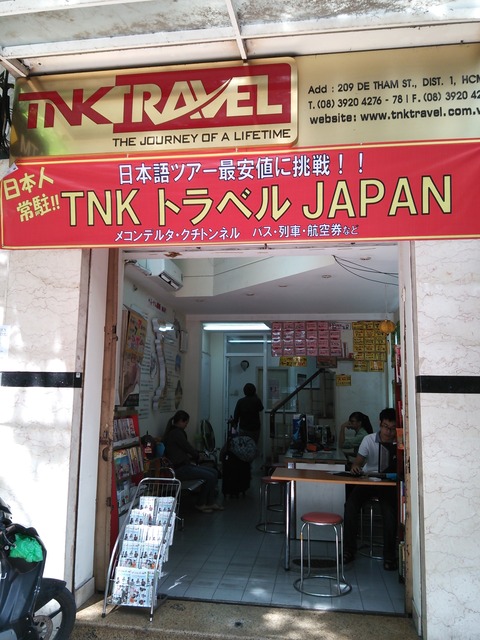 TNK TRAVEL
THE JOURNEY OF A LIFETIME
Add : 209 DE THAM ST., DIST. 1, HCM
T. (08) 3920 4276 - 78 I F. (08) 3920 42
website: www.tnktravel.com.v
日本語ツアー最安値に挑戦!!
日本人
常駐!!
TNK トラベル JAPAN
メコンデルタ・クチトンネル バス・列車・航空券など